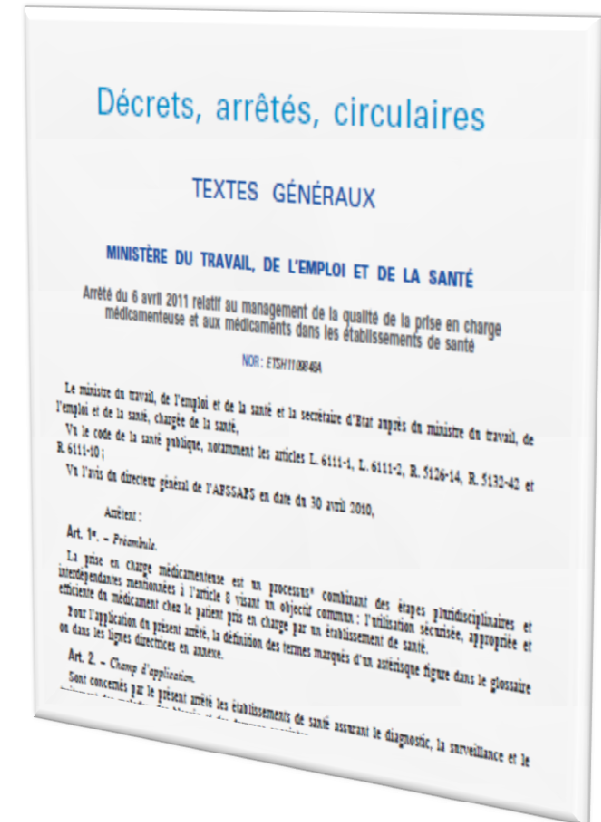 Décrets, arrêtés, circulaires
TEXTES GÉNÉRAUX
MINISTÈRE DU TRAVAIL, DE L'EMPLOI ET DE LA SANTÉ
Arrêté du 6 avril 2011 relatif au management de la qualité de la prise en charge
médicamenteuse et aux médicaments dans les établissements de santé
NOR : ETSH1109848A
Le ministre du travail, de l'emploi et de la santé et la secrétaire d'Etat auprès du ministre du travail, de
l'emploi et de la santé, chargée de la santé,
Vu le code de la santé publique, notamment les articles L. 6111-1, L. 6111-2, R. 5126-14, R. 5132-42 et
R. 6111-10 ;
Vu l'avis du directeur général de l'AFSSAPS en date du 30 avril 2010,
Arrêtent :
Art. 1er. – Préambule.
La prise en charge médicamenteuse est un processus* combinant des étapes pluridisciplinaires et
interdépendantes mentionnées à l'article 8 visant un objectif commun : l'utilisation sécurisée, appropriée et
efficiente du médicament chez le patient pris en charge par un établissement de santé.
Pour l'application du présent arrêté, la définition des termes marqués d'un astérisque figure dans le glossaire
ou dans les lignes directrices en annexe.
Art. 2. – Champ d'application.
Sont concernés par le présent arrêté les établissements de santé assurant le diagnostic, la surveillance et le